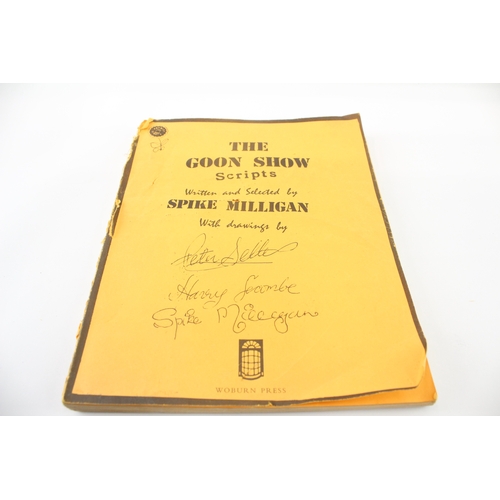 THE
GOON SHOW
Scripts
Written and Selected by
SPIKE MILLIGAN
With drawings by
Peter Sellers
Harry Secombe
Spike Milligan
WOBURN PRESS